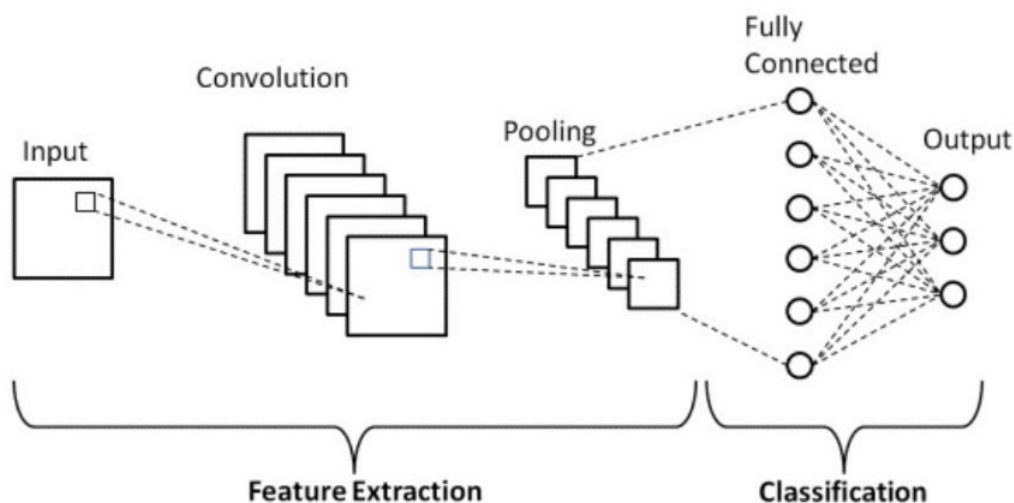 Input
Convolution
Pooling
Fully
Connected
Output
Feature Extraction
Classification